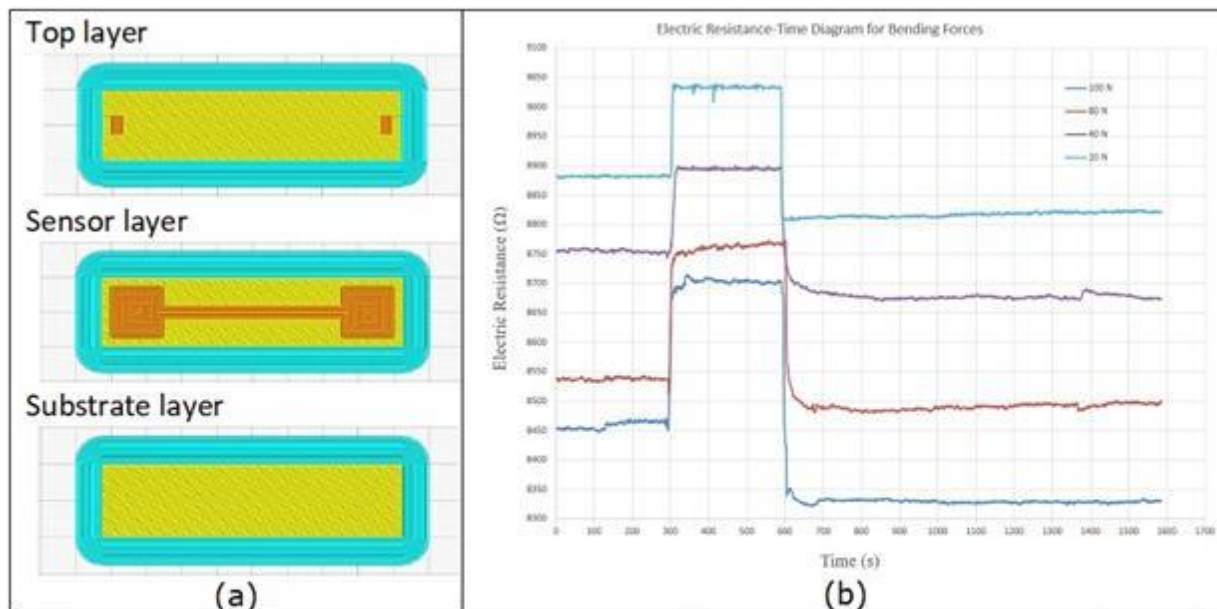 Top layer
Sensor layer
Substrate layer
(a)
Electric Resistance-Time Diagram for Bending Forces
Electric Resistance (Ω)
9100
9050
9000
8950
8900
8850
8800
8750
8700
8650
8600
8550
8500
8450
8400
8350
8300
0 100 200 300 400 500 600 700 800 900 1000 1100 1200 1300 1400 1500 1600 1700
Time (s)
100 N
80 N
40 N
20 N
(b)